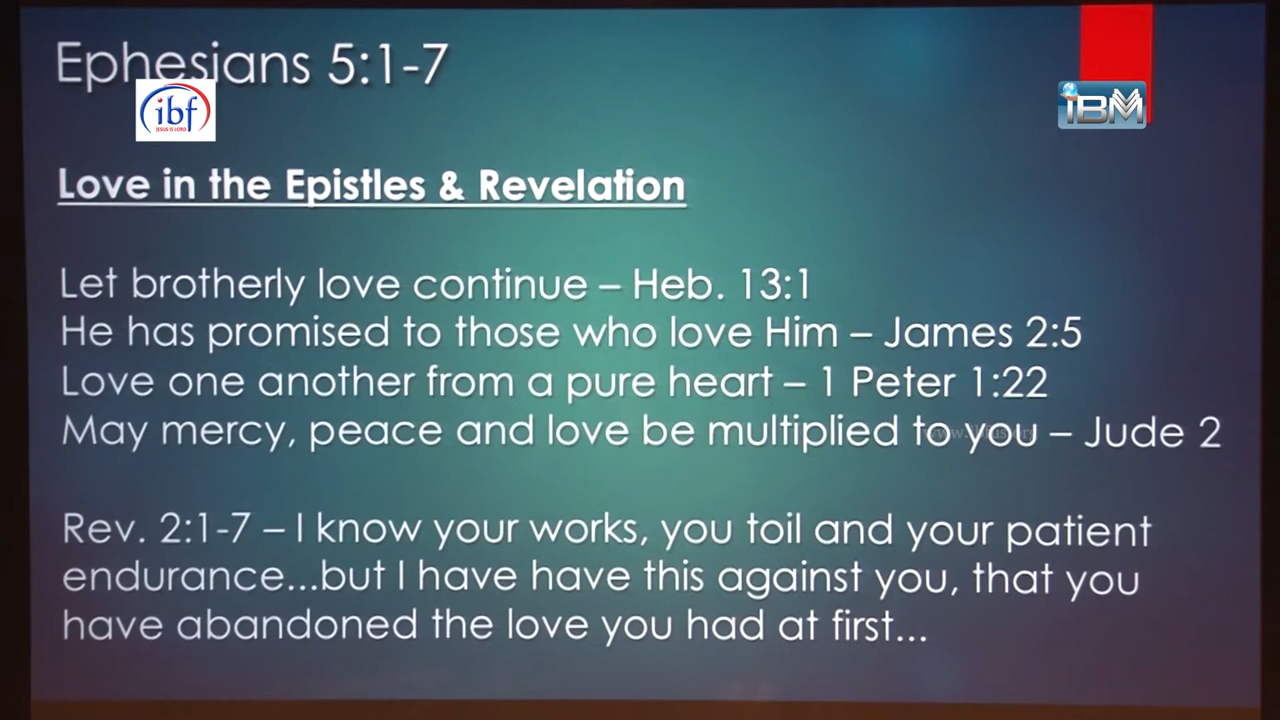 Ephesians 5:1-7
ibf
JESUS IS LORD
iBM
Love in the Epistles & Revelation
Let brotherly love continue – Heb. 13:1
He has promised to those who love Him – James 2:5
Love one another from a pure heart – 1 Peter 1:22
May mercy, peace and love be multiplied to you – Jude 2
Rev. 2:1-7 – I know your works, you toil and your patient
endurance...but I have have this against you, that you
have abandoned the love you had at first...